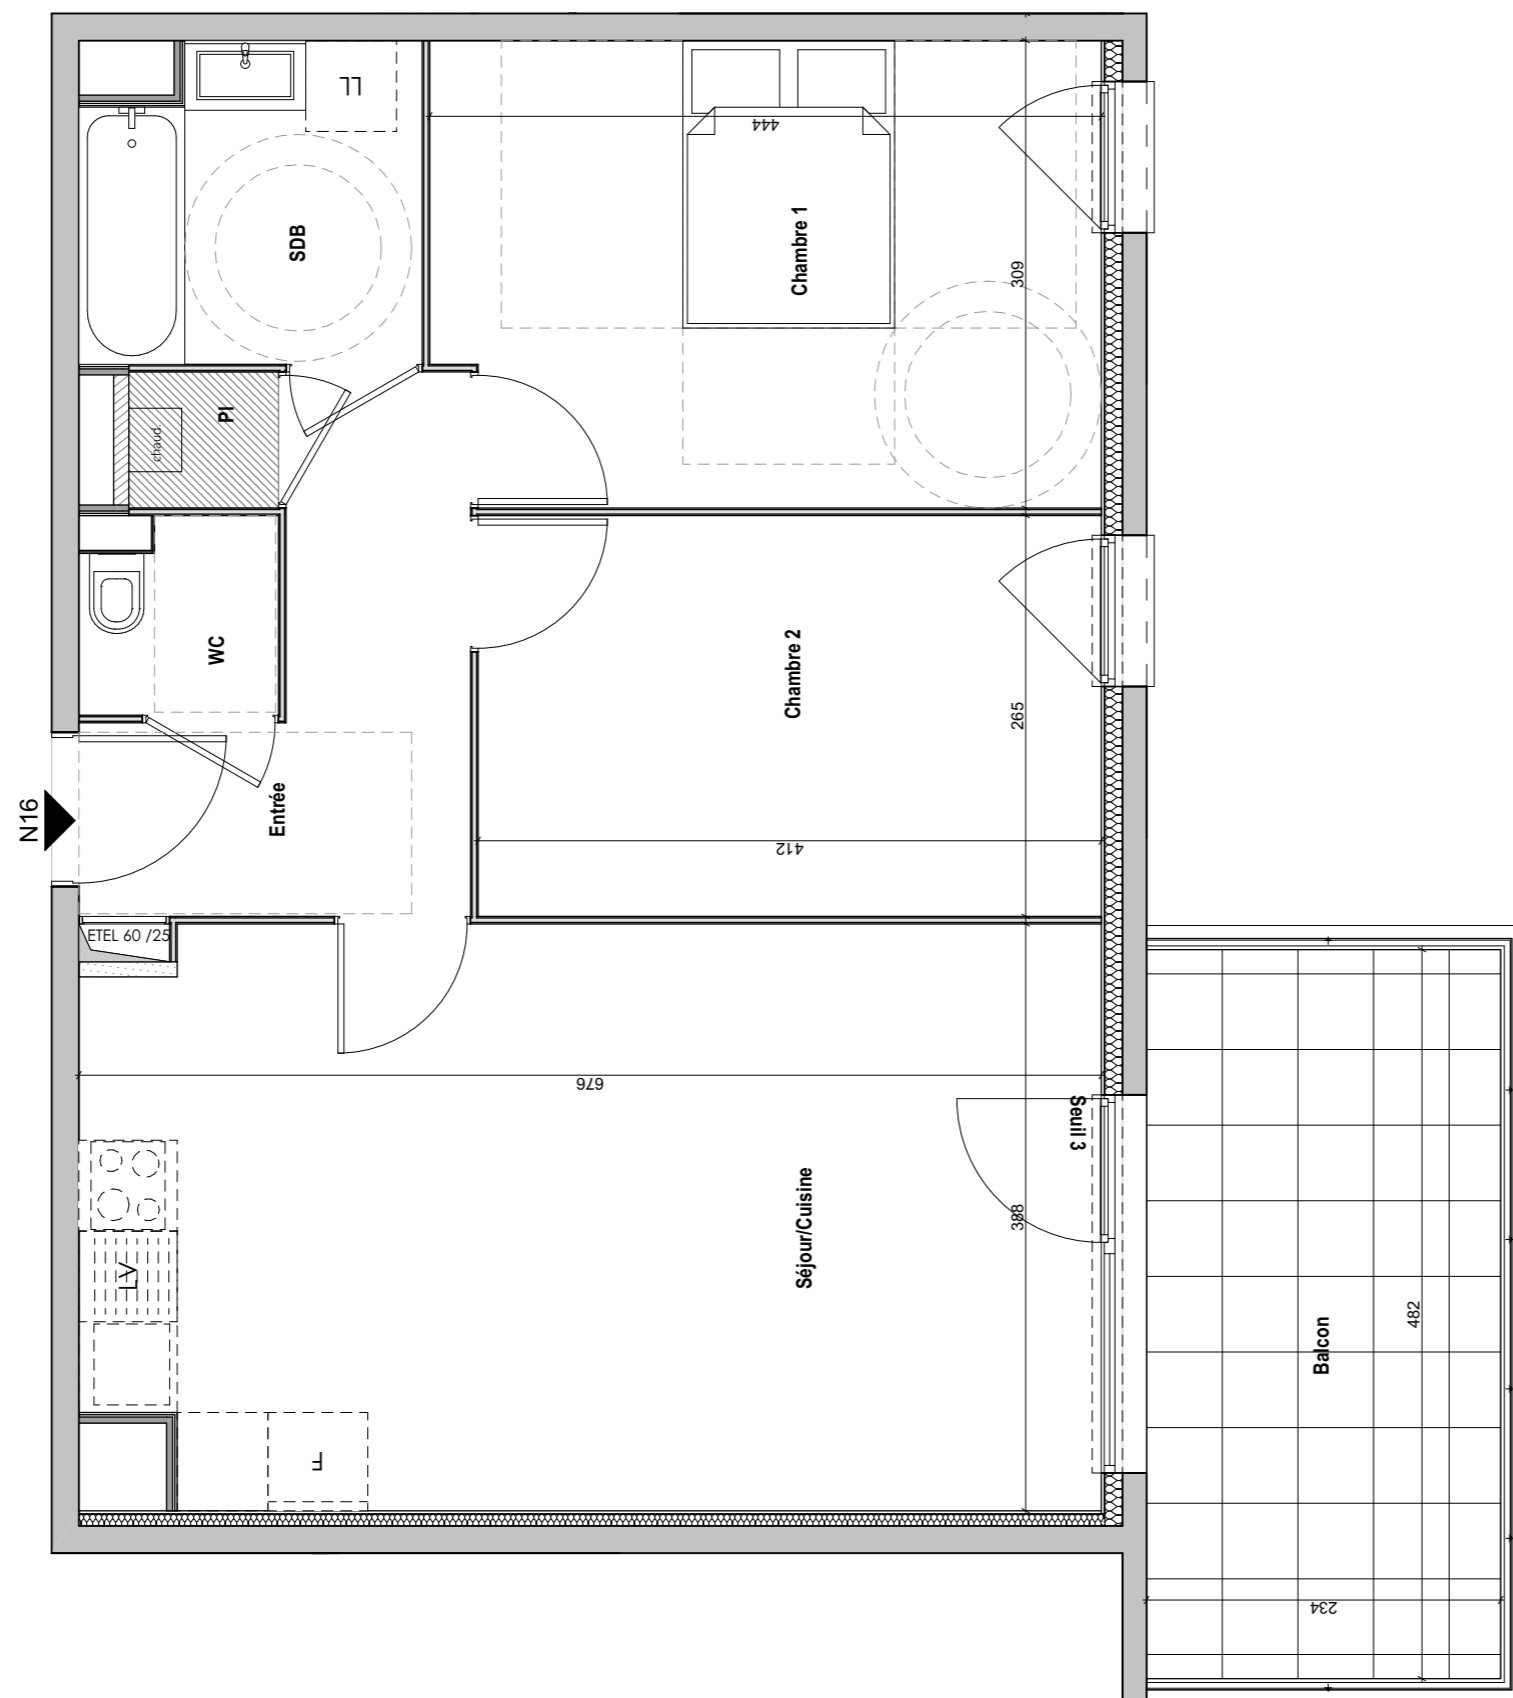 LL
444
SDB
Chambre 1
309
PI
chaud.
WC
Chambre 2
265
N16
Entrée
412
ETEL 60 /25
676
Seuil 3
LV
Séjour/Cuisine
388
F
Balcon
482
234